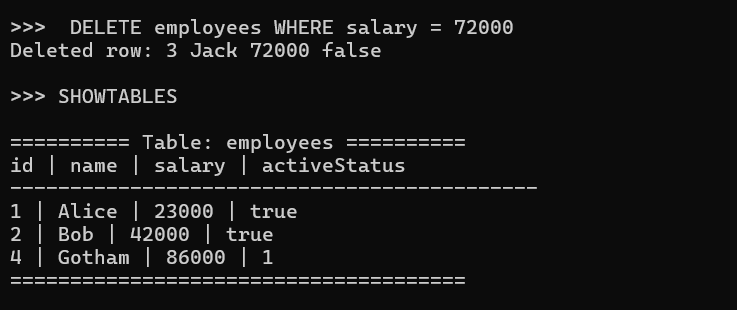 >>>  DELETE employees WHERE salary = 72000
Deleted row: 3 Jack 72000 false
>>> SHOWTABLES
========== Table: employees ==========
id | name | salary | activeStatus
--------------------------------------------
1 | Alice | 23000 | true
2 | Bob | 42000 | true
4 | Gotham | 86000 | 1
======================================